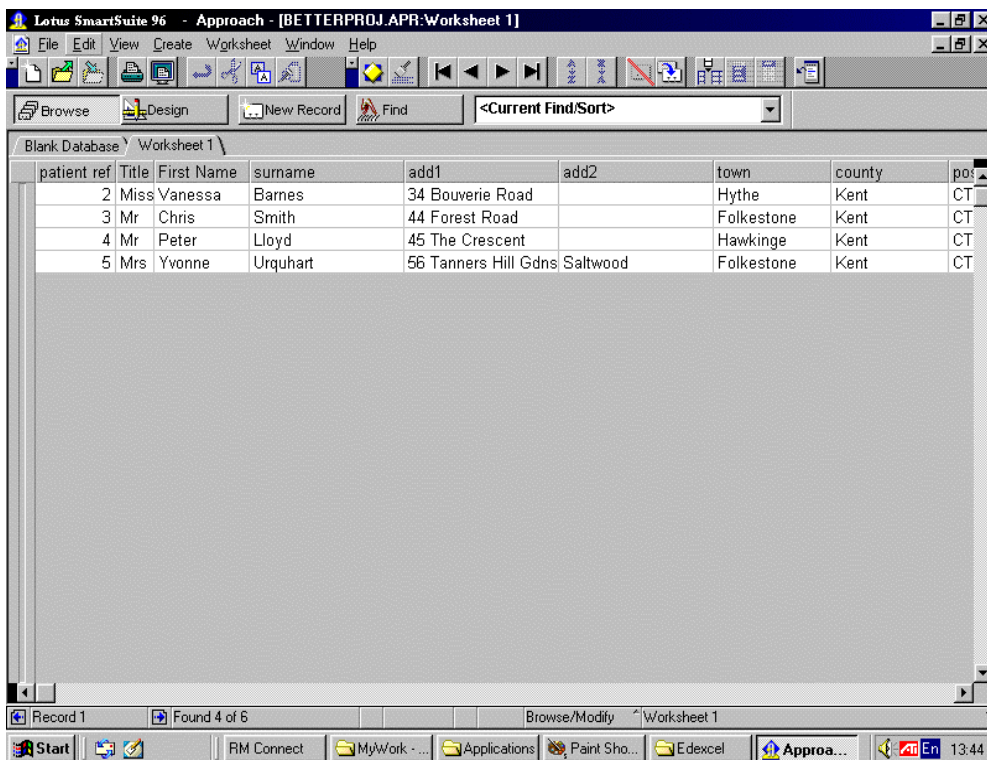 Lotus SmartSuite 96 - Approach - [BETTERPROJ.APR:Worksheet 1]
File Edit View Create Worksheet Window Help
Browse Design New Record Find <Current Find/Sort>
Blank Database Worksheet 1
patient ref Title First Name surname add1 add2 town county pos
2 Miss Vanessa Barnes 34 Bouverie Road Hythe Kent CT
3 Mr Chris Smith 44 Forest Road Folkestone Kent CT
4 Mr Peter Lloyd 45 The Crescent Hawkinge Kent CT
5 Mrs Yvonne Urquhart 56 Tanners Hill Gdns Saltwood Folkestone Kent CT
Record 1 Found 4 of 6 Browse/Modify Worksheet 1
Start RM Connect MyWork - ... Applications Paint Sho... Edexcel Approa... En 13:44